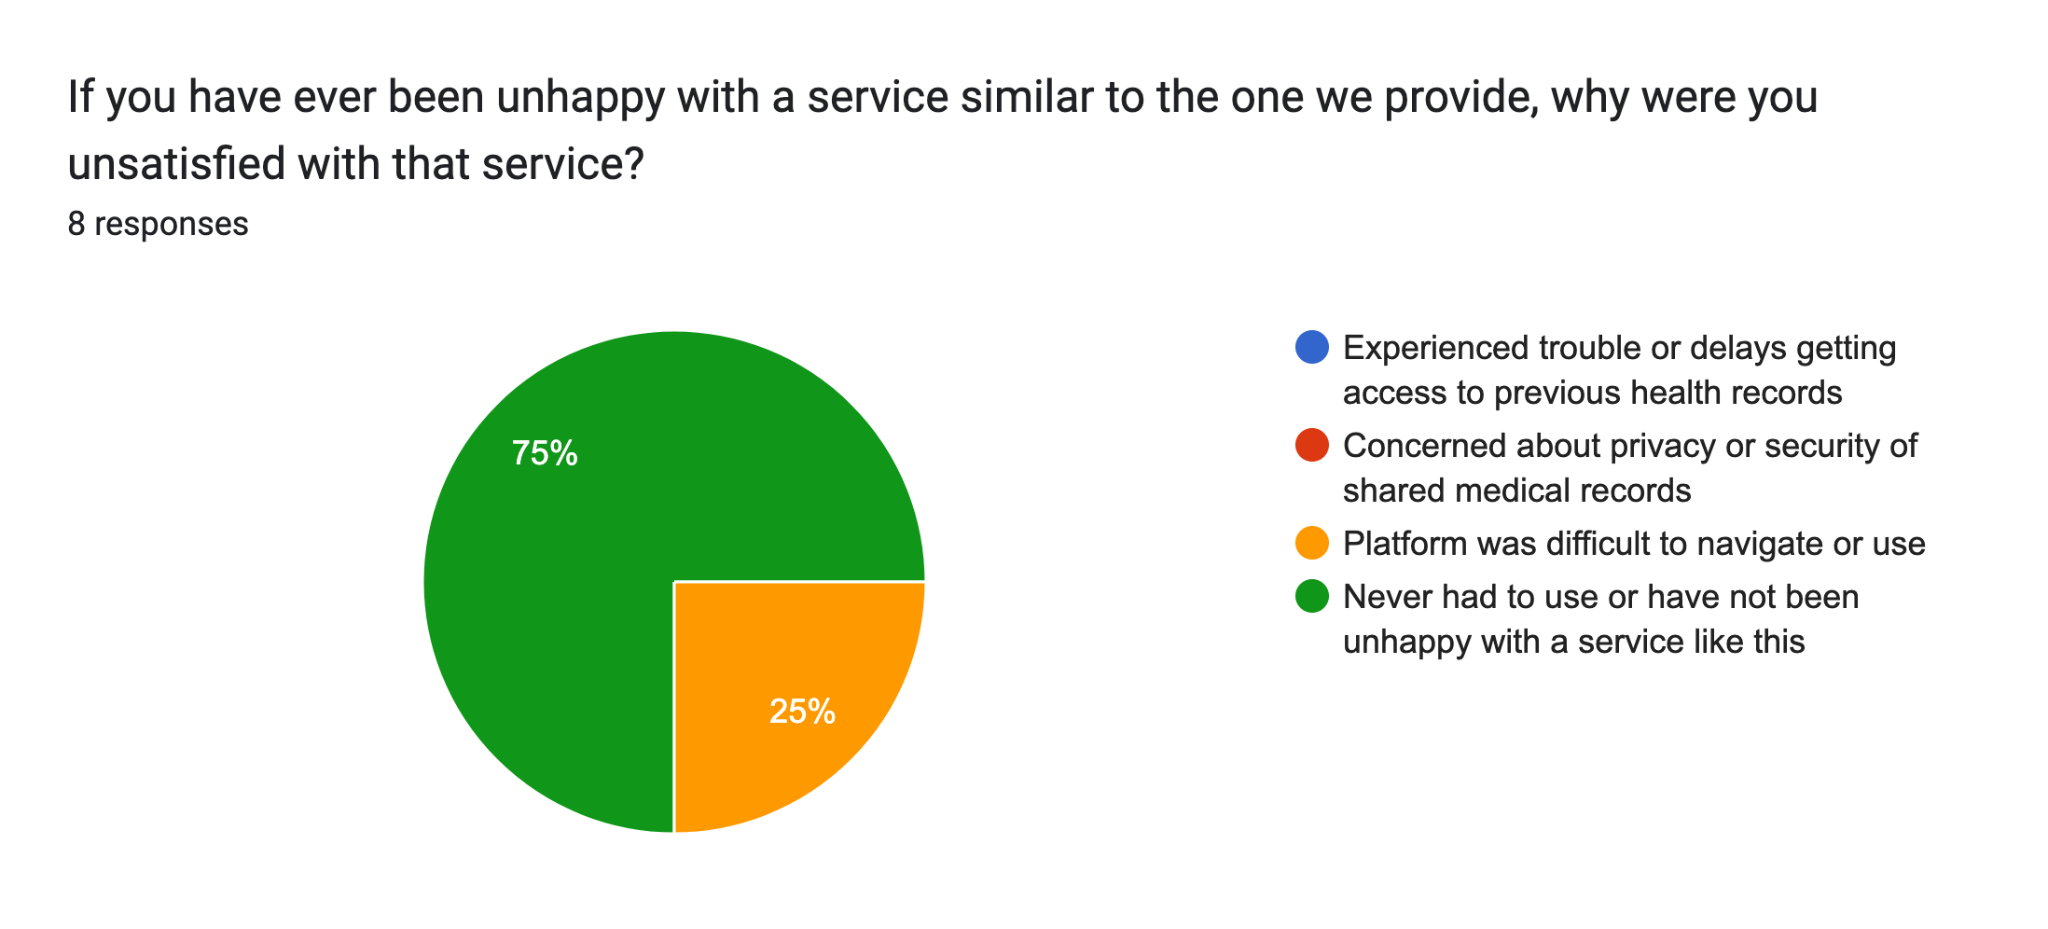 If you have ever been unhappy with a service similar to the one we provide, why were you
unsatisfied with that service?
8 responses
75%
25%
Experienced trouble or delays getting
access to previous health records
Concerned about privacy or security of
shared medical records
Platform was difficult to navigate or use
Never had to use or have not been
unhappy with a service like this